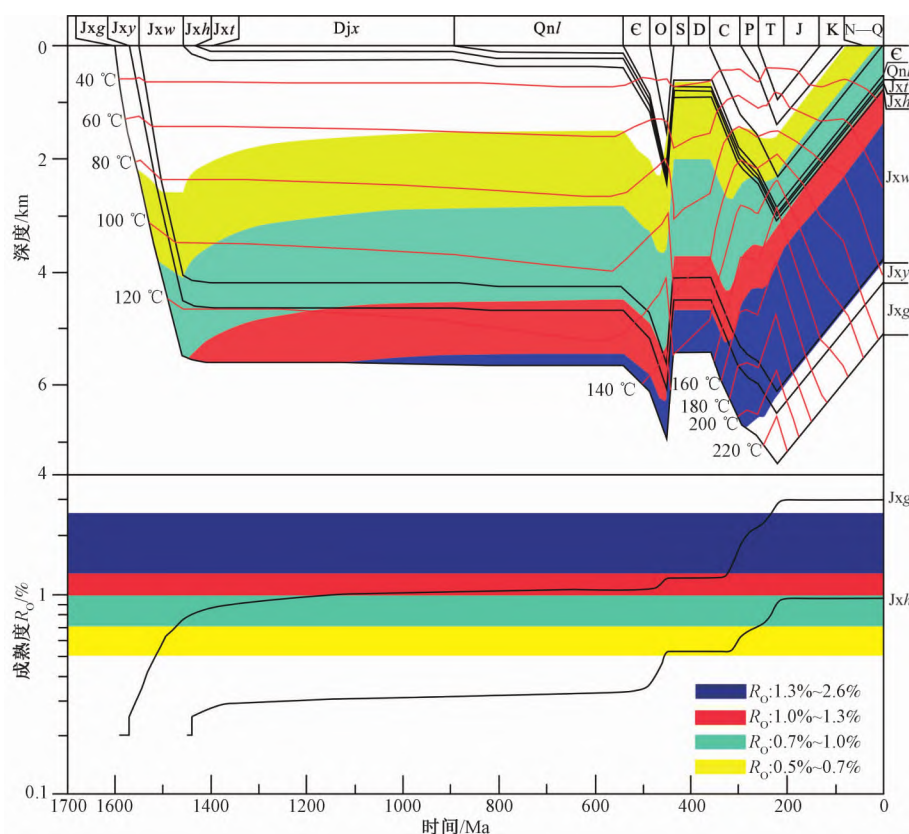 Jxg Jxy Jxw Jxh Jxt Djx Qnl Є O S D C P T J K N—Q
0
2
4
6
4
深度/km
40 ℃
60 ℃
80 ℃
100 ℃
120 ℃
140 ℃
160 ℃
180 ℃
200 ℃
220 ℃
Є
Qnl
Jxt
Jxh
Jxw
Jxy
Jxg
成熟度Ro/%
1
0.1
Jxg
Jxh
Ro:1.3%~2.6%
Ro:1.0%~1.3%
Ro:0.7%~1.0%
Ro:0.5%~0.7%
1700 1600 1400 1200 1000 800 600 400 200 0
时间/Ma